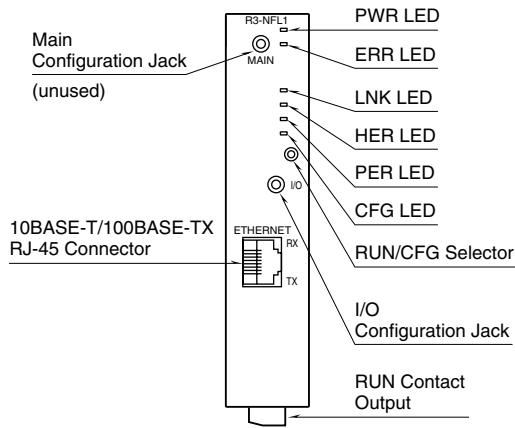 R3-NFL1
PWR LED
Main
Configuration Jack
(unused)
MAIN
ERR LED
LNK LED
HER LED
PER LED
CFG LED
I/O
10BASE-T/100BASE-TX
RJ-45 Connector
ETHERNET
RX
TX
RUN/CFG Selector
I/O
Configuration Jack
RUN Contact
Output